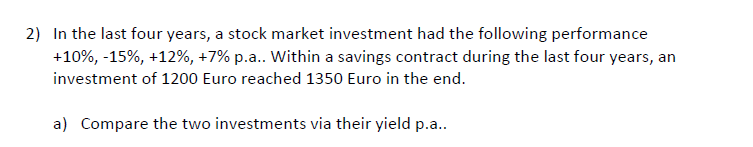 2) In the last four years, a stock market investment had the following performance
+10%, -15%, +12%, +7% p.a.. Within a savings contract during the last four years, an
investment of 1200 Euro reached 1350 Euro in the end.
a) Compare the two investments via their yield p.a..